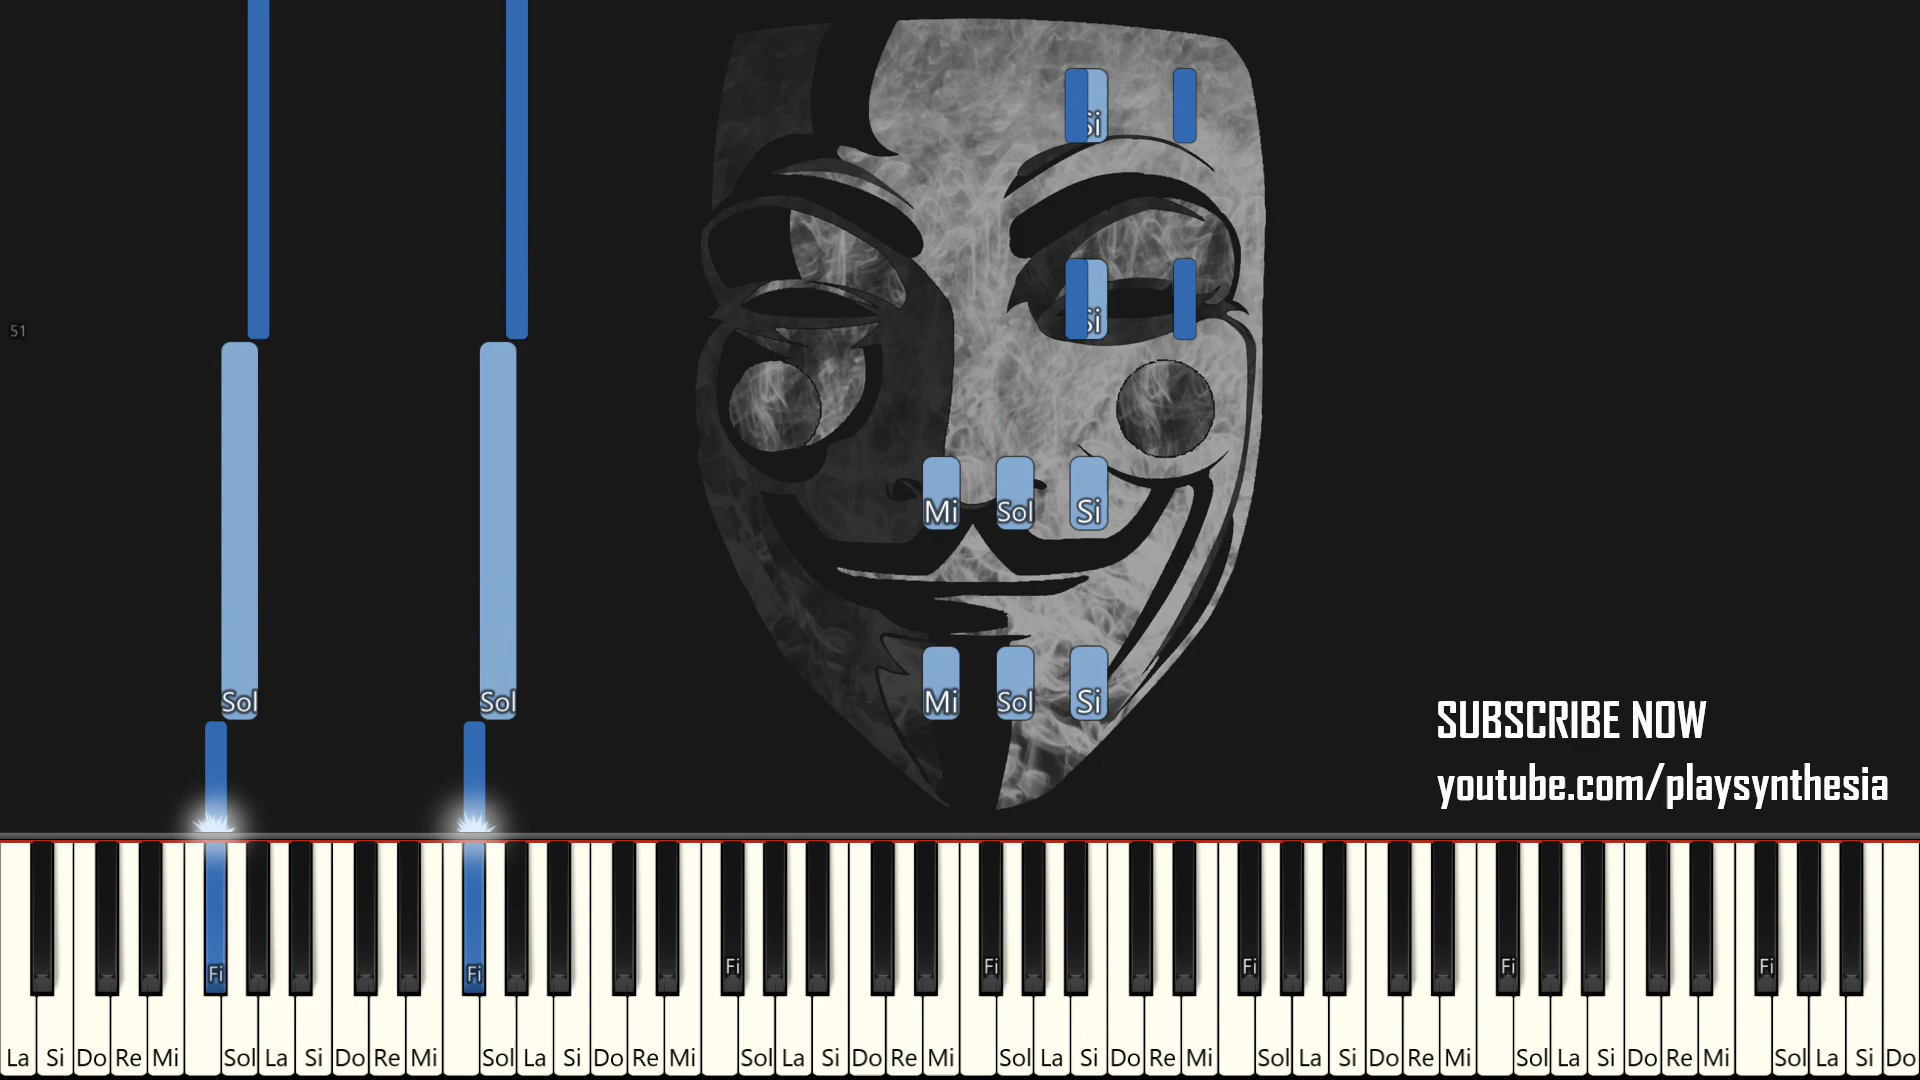 Si
Si
51
Mi Sol Si
Sol Sol Mi Sol Si
SUBSCRIBE NOW
youtube.com/playsynthesia
Fi Fi Fi Fi Fi Fi Fi
La Si Do Re Mi Sol La Si Do Re Mi Sol La Si Do Re Mi Sol La Si Do Re Mi Sol La Si Do Re Mi Sol La Si Do Re Mi Sol La Si Do Re Mi Sol La Si Do